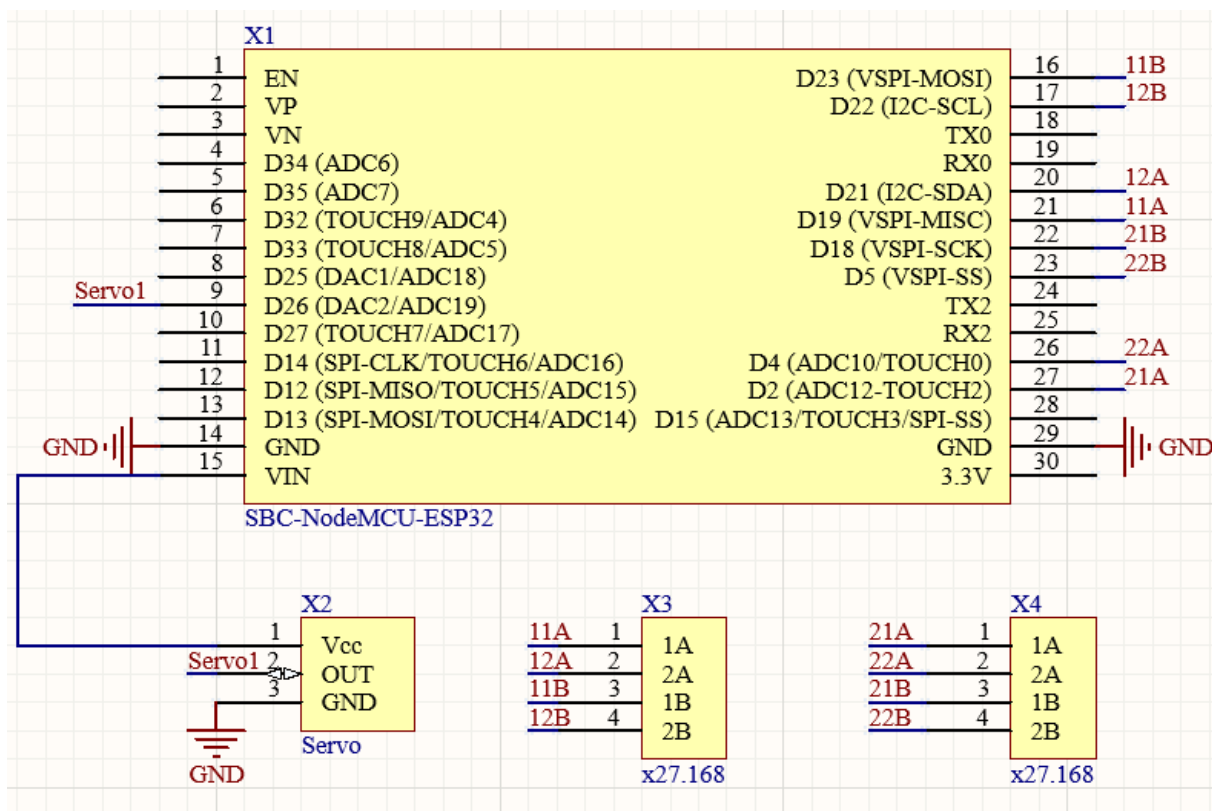 X1
1 EN D23 (VSPI-MOSI) 16 11B
2 VP D22 (I2C-SCL) 17 12B
3 VN TX0 18
4 D34 (ADC6) RX0 19
5 D35 (ADC7) D21 (I2C-SDA) 20 12A
6 D32 (TOUCH9/ADC4) D19 (VSPI-MISC) 21 11A
7 D33 (TOUCH8/ADC5) D18 (VSPI-SCK) 22 21B
8 D25 (DAC1/ADC18) D5 (VSPI-SS) 23 22B
Servo1 9 D26 (DAC2/ADC19) TX2 24
10 D27 (TOUCH7/ADC17) RX2 25
11 D14 (SPI-CLK/TOUCH6/ADC16) D4 (ADC10/TOUCH0) 26 22A
12 D12 (SPI-MISO/TOUCH5/ADC15) D2 (ADC12-TOUCH2) 27 21A
13 D13 (SPI-MOSI/TOUCH4/ADC14) D15 (ADC13/TOUCH3/SPI-SS) 28
GND 14 GND GND 29 GND
15 VIN 3.3V 30
SBC-NodeMCU-ESP32
X2
1 Vcc
Servo1 2 OUT
3 GND
Servo
GND
X3
11A 1 1A
12A 2 2A
11B 3 1B
12B 4 2B
x27.168
X4
21A 1 1A
22A 2 2A
21B 3 1B
22B 4 2B
x27.168